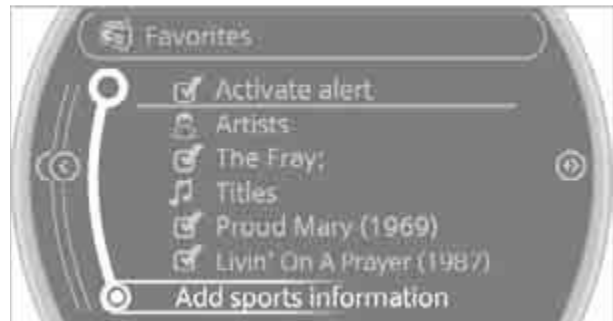 Favorites
Activate alert
Artists
The Fray;
Titles
Proud Mary (1969)
Livin' On A Prayer (1987)
Add sports information